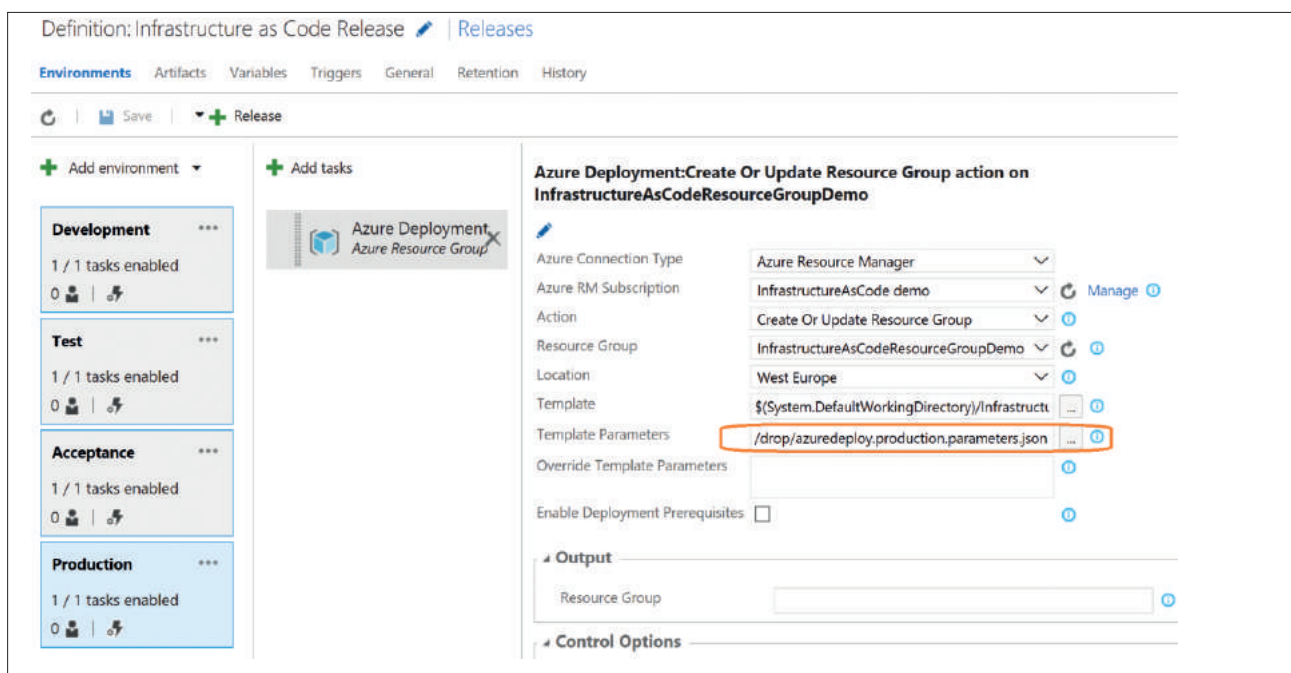 Definition: Infrastructure as Code Release | Releases
Environments Artifacts Variables Triggers General Retention History
Save | Release
Add environment
Add tasks
Development ...
1 / 1 tasks enabled
0 |
Test ...
1 / 1 tasks enabled
0 |
Acceptance ...
1 / 1 tasks enabled
0 |
Production ...
1 / 1 tasks enabled
0 |
Azure Deployment
Azure Resource Group
Azure Deployment:Create Or Update Resource Group action on
InfrastructureAsCodeResourceGroupDemo
Azure Connection Type Azure Resource Manager
Azure RM Subscription InfrastructureAsCode demo Manage
Action Create Or Update Resource Group
Resource Group InfrastructureAsCodeResourceGroupDemo
Location West Europe
Template $(System.DefaultWorkingDirectory)/Infrastructu ...
Template Parameters /drop/azuredeploy.production.parameters.json ...
Override Template Parameters
Enable Deployment Prerequisites
Output
Resource Group
Control Options